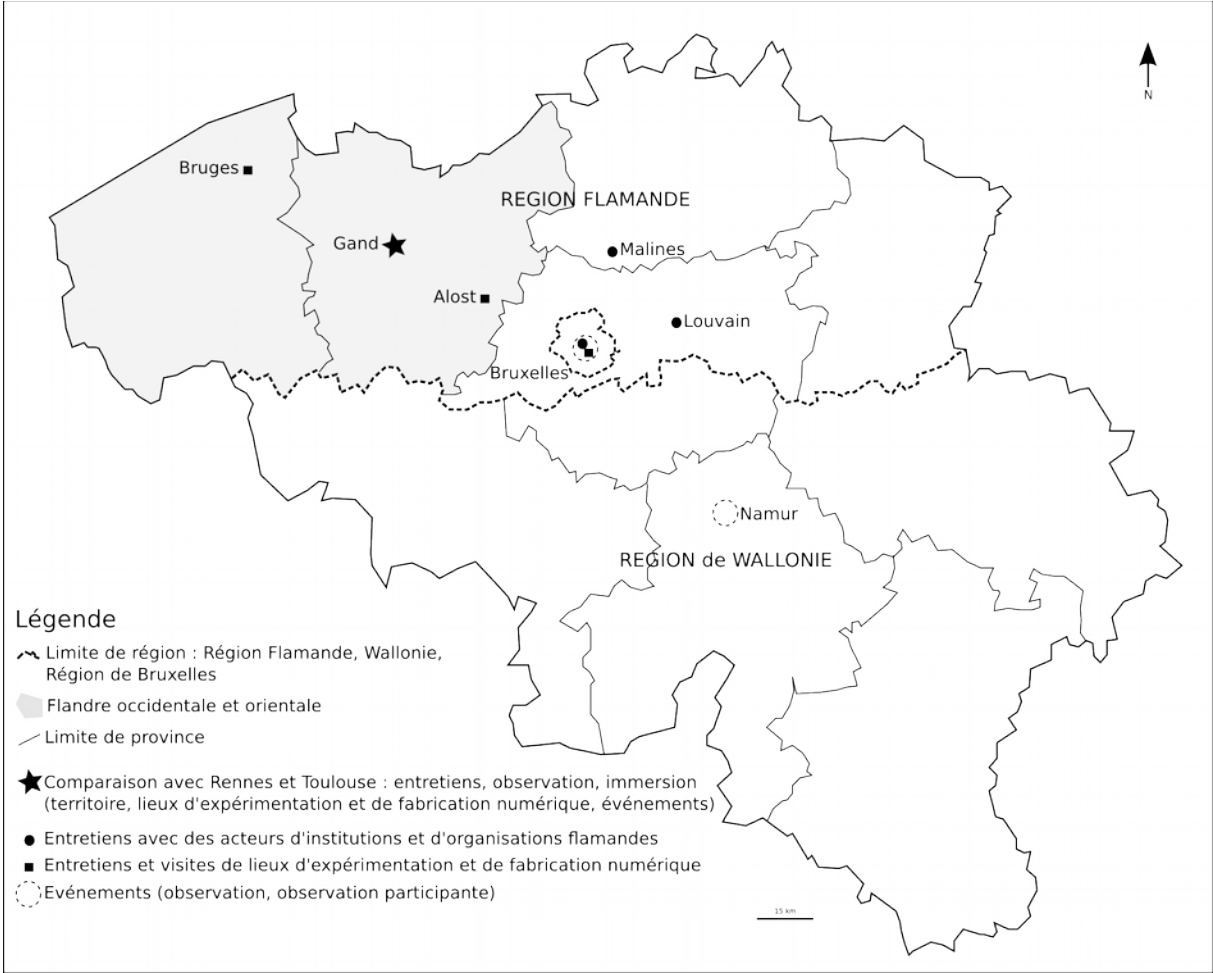 N
Bruges
REGION FLAMANDE
Gand
Malines
Alost
Louvain
Bruxelles
Namur
REGION de WALLONIE
Légende
Limite de région : Région Flamande, Wallonie,
Région de Bruxelles
Flandre occidentale et orientale
Limite de province
Comparaison avec Rennes et Toulouse : entretiens, observation, immersion
(territoire, lieux d'expérimentation et de fabrication numérique, événements)
Entretiens avec des acteurs d'institutions et d'organisations flamandes
Entretiens et visites de lieux d'expérimentation et de fabrication numérique
Evénements (observation, observation participante)
15 km